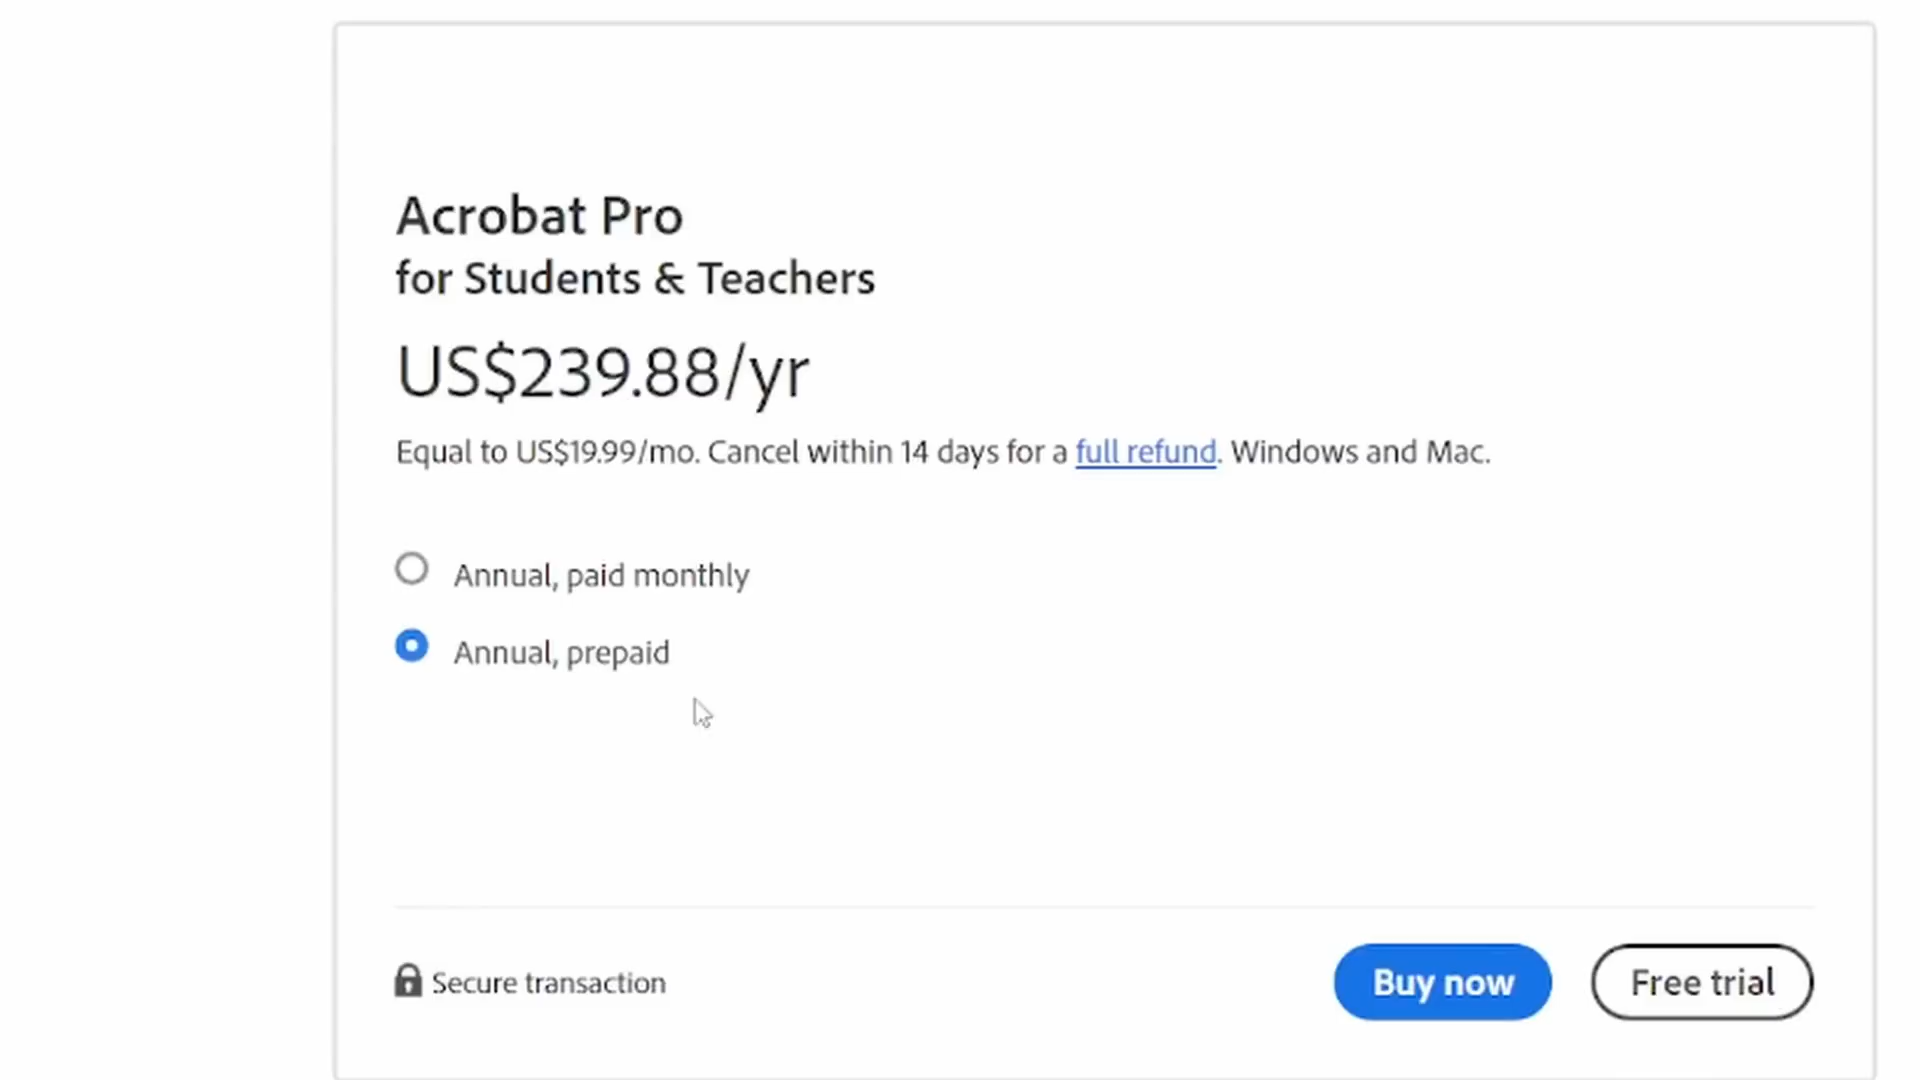 Acrobat Pro
for Students & Teachers
US$239.88/yr
Equal to US$19.99/mo. Cancel within 14 days for a full refund. Windows and Mac.
Annual, paid monthly
Annual, prepaid
Secure transaction
Buy now
Free trial